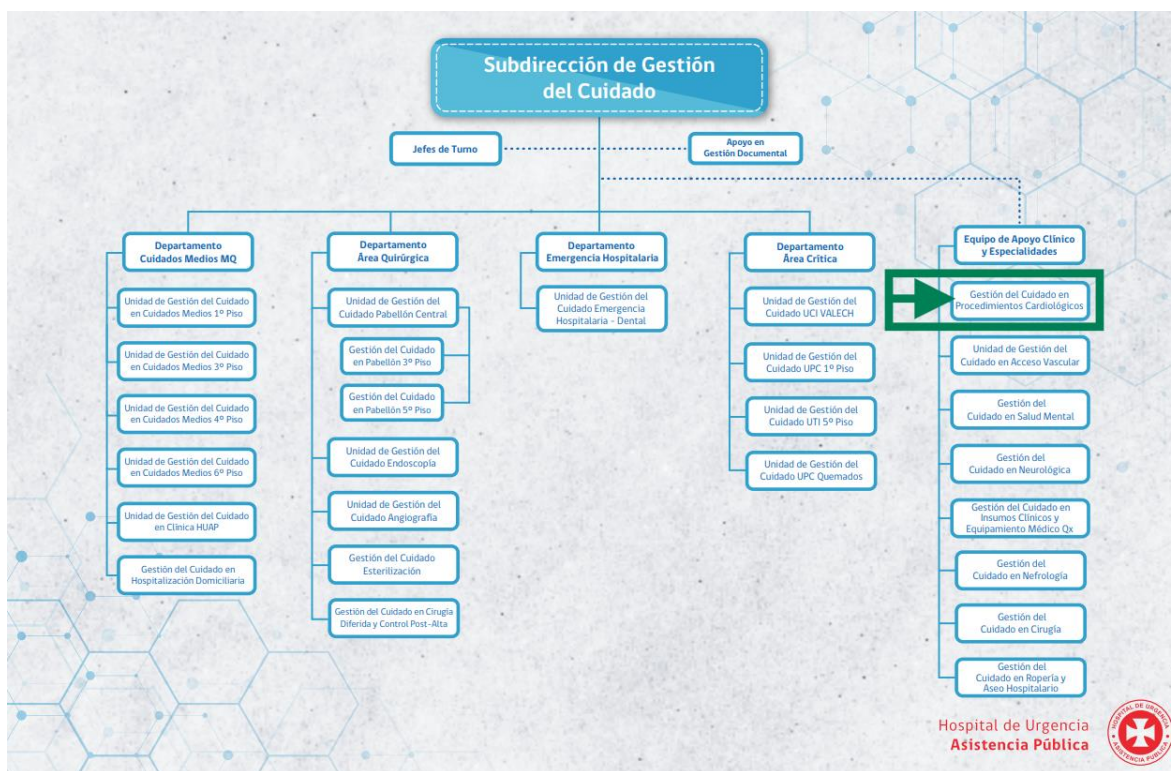 Subdirección de Gestión
del Cuidado
Jefes de Turno
Apoyo en
Gestión Documental
Departamento
Cuidados Medios MQ
Unidad de Gestión del Cuidado
en Cuidados Medios 1º Piso
Unidad de Gestión del Cuidado
en Cuidados Medios 3º Piso
Unidad de Gestión del Cuidado
en Cuidados Medios 4º Piso
Unidad de Gestión del Cuidado
en Cuidados Medios 6º Piso
Unidad de Gestión del Cuidado
en Clínica HUAP
Gestión del Cuidado en
Hospitalización Domiciliaria
Departamento
Área Quirúrgica
Unidad de Gestión del
Cuidado Pabellón Central
Gestión del Cuidado
en Pabellón 3º Piso
Gestión del Cuidado
en Pabellón 5º Piso
Unidad de Gestión del
Cuidado Endoscopía
Unidad de Gestión del
Cuidado Angiografía
Gestión del Cuidado
Esterilización
Gestión del Cuidado en Cirugía
Diferida y Control Post-Alta
Departamento
Emergencia Hospitalaria
Unidad de Gestión del
Cuidado Emergencia
Hospitalaria - Dental
Departamento
Área Crítica
Unidad de Gestión del
Cuidado UCI VALECH
Unidad de Gestión del
Cuidado UPC 1º Piso
Unidad de Gestión del
Cuidado UTI 5º Piso
Unidad de Gestión del
Cuidado UPC Quemados
Equipo de Apoyo Clínico
y Especialidades
Gestión del Cuidado en
Procedimientos Cardiológicos
Unidad de Gestión del
Cuidado en Acceso Vascular
Gestión del
Cuidado en Salud Mental
Gestión del
Cuidado en Neurológica
Gestión del Cuidado en
Insumos Clínicos y
Equipamiento Médico Qx
Gestión del
Cuidado en Nefrología
Gestión del
Cuidado en Cirugía
Gestión del
Cuidado en Ropería y
Aseo Hospitalario
Hospital de Urgencia
Asistencia Pública
HOSPITAL DE URGENCIA
ASISTENCIA PÚBLICA